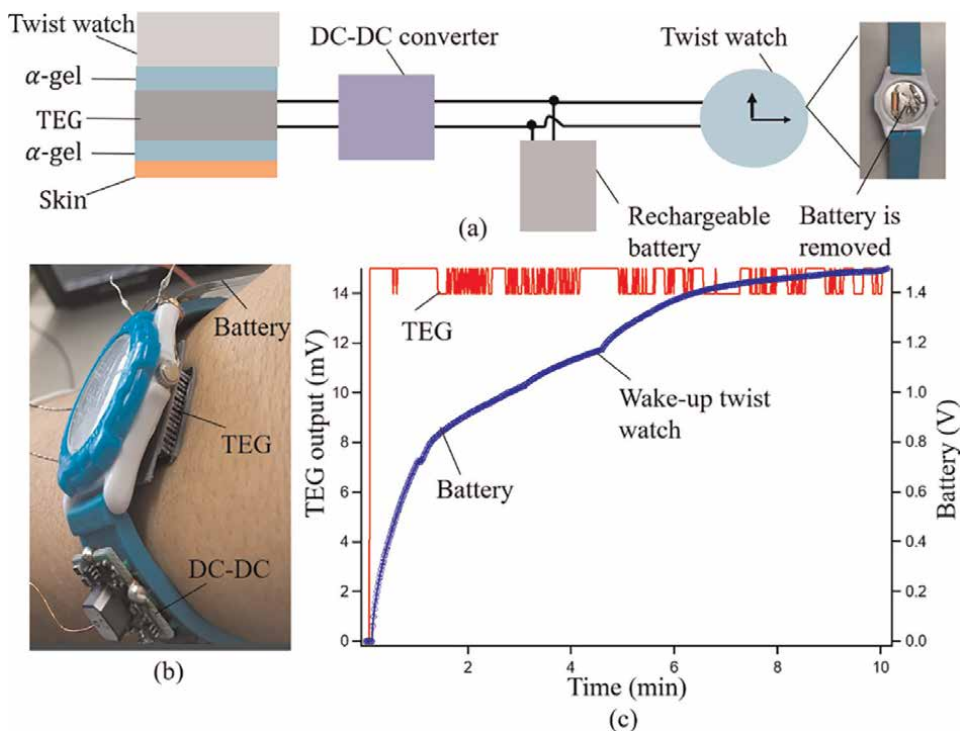 Twist watch
α-gel
TEG
α-gel
Skin
DC-DC converter
Rechargeable
battery
Twist watch
Battery is
removed
(a)
Battery
TEG
DC-DC
(b)
TEG output (mV)
14
12
10
8
6
4
2
0
TEG
Battery
Wake-up twist
watch
1.4
1.2
1.0
0.8
0.6
0.4
0.2
0.0
Battery (V)
2
4
6
8
10
Time (min)
(c)